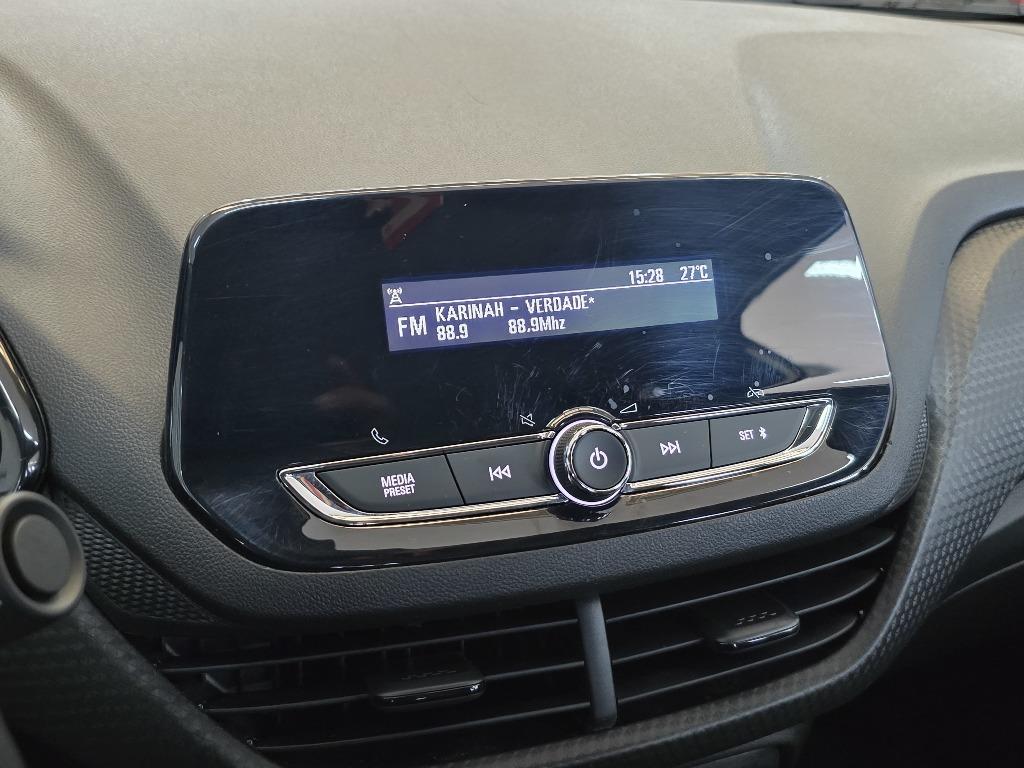 15:28 27°C
FM KARINAH - VERDADE*
88.9 88.9Mhz
MEDIA
PRESET
SET